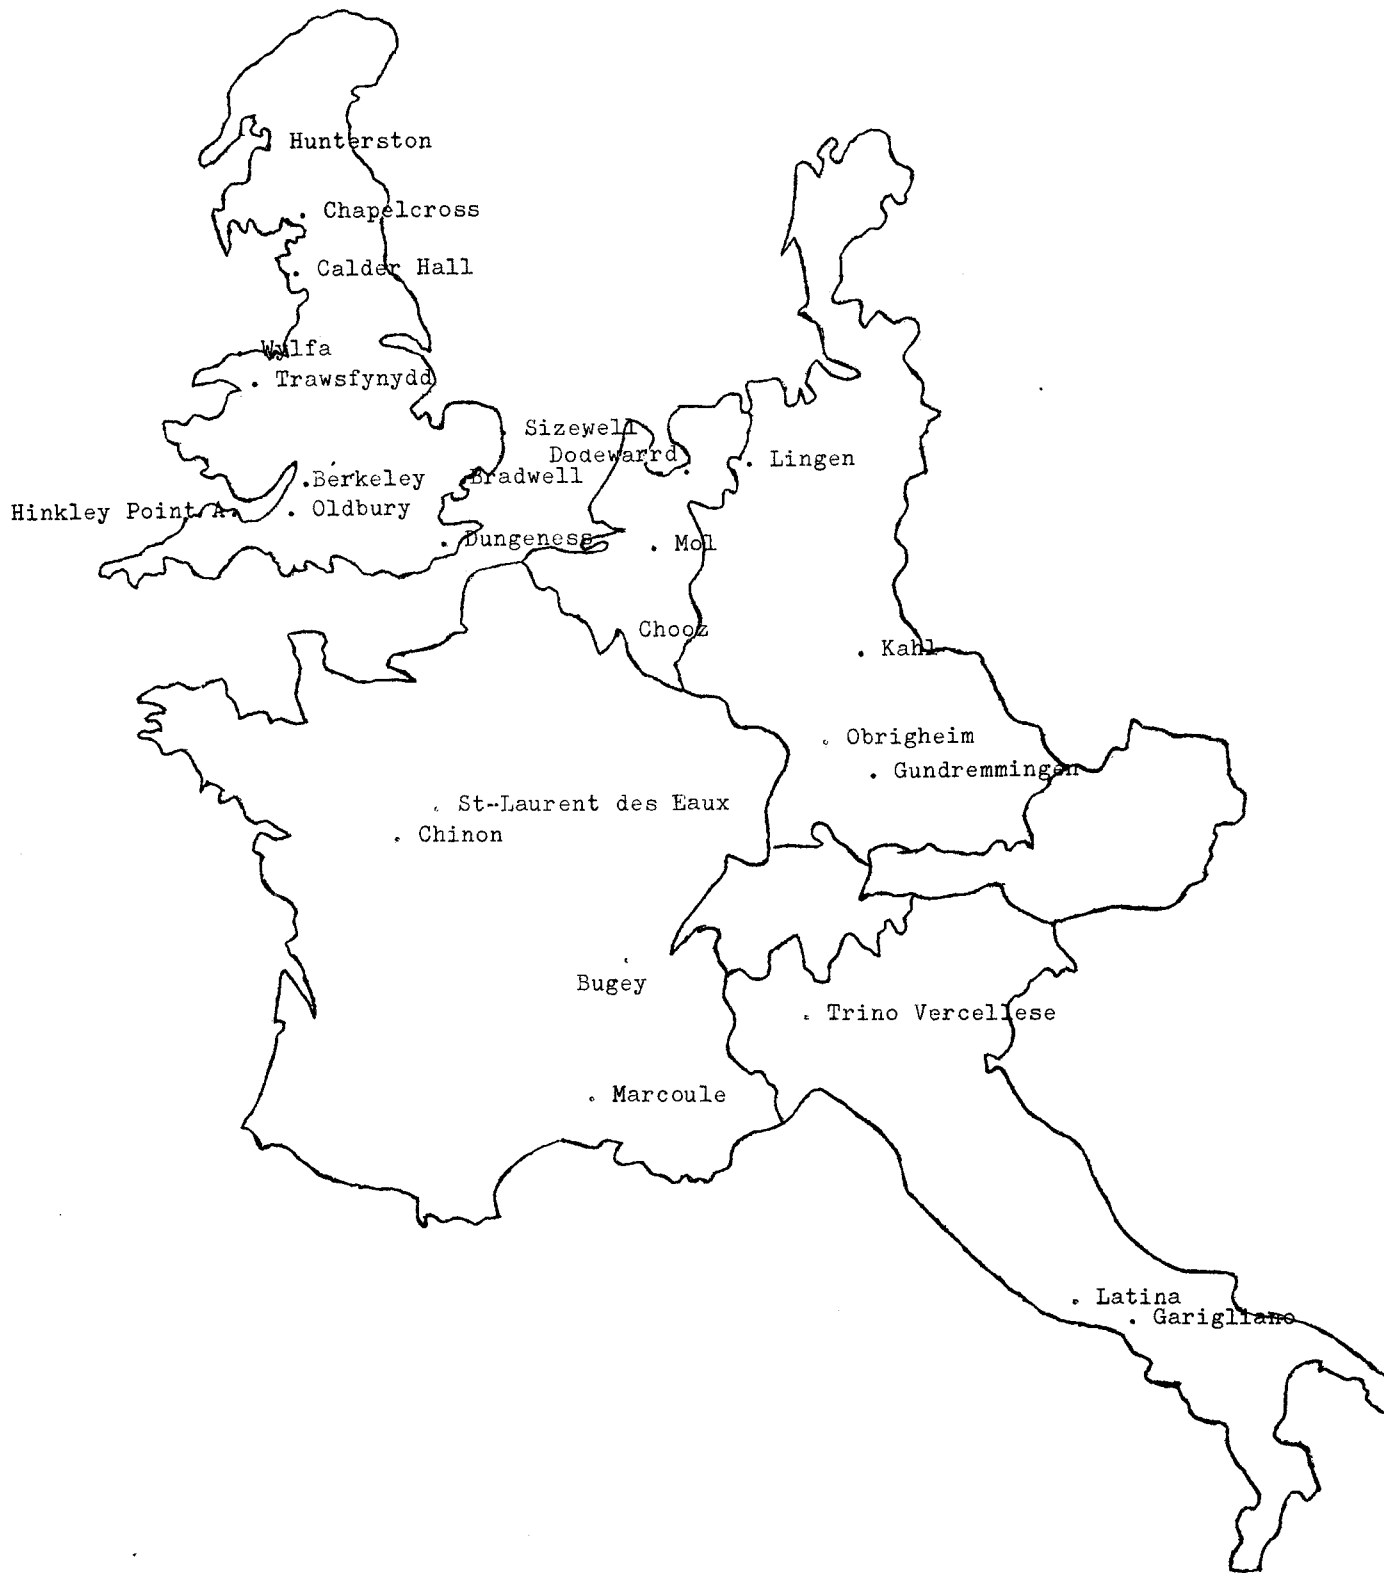 Hunterston
Chapelcross
Calder Hall
Wylfa
Trawsfynydd
Sizewell
Dodewarrd
Lingen
Berkeley
Bradwell
Hinkley Point A
Oldbury
Dungeness
Mol
Chooz
Kahl
Obrigheim
Gundremmingen
St-Laurent des Eaux
Chinon
Bugey
Trino Vercellese
Marcoule
Latina
Garigliano